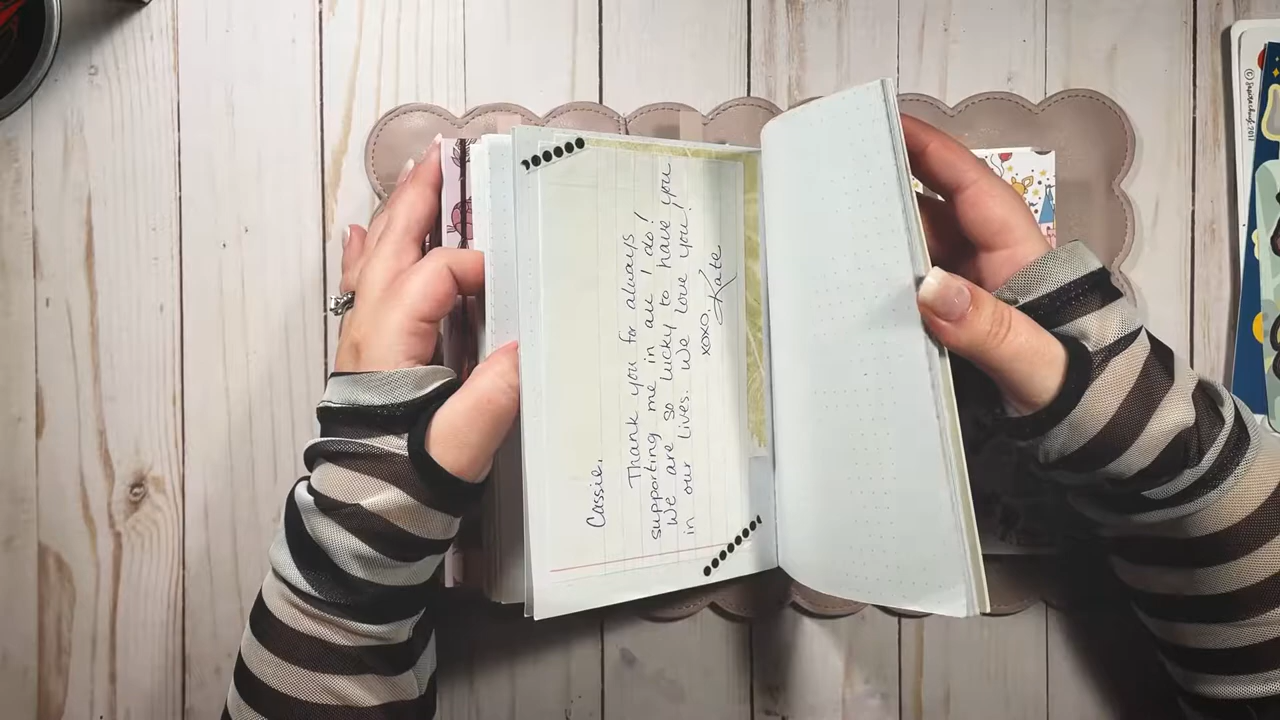 Cassie,
Thank you for always
supporting me in all I do!
We are so lucky to have you
in our lives. We love you!
xoxo,
Kate